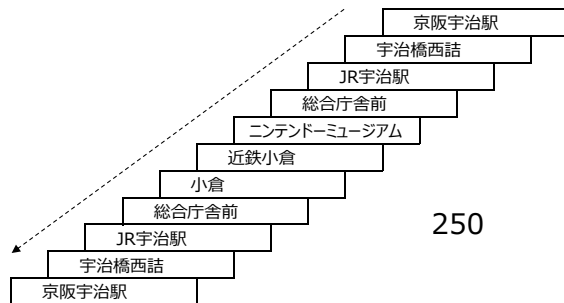 京阪宇治駅
宇治橋西詰
JR宇治駅
総合庁舎前
ニンテンドーミュージアム
近鉄小倉
小倉
総合庁舎前
JR宇治駅
宇治橋西詰
京阪宇治駅
250